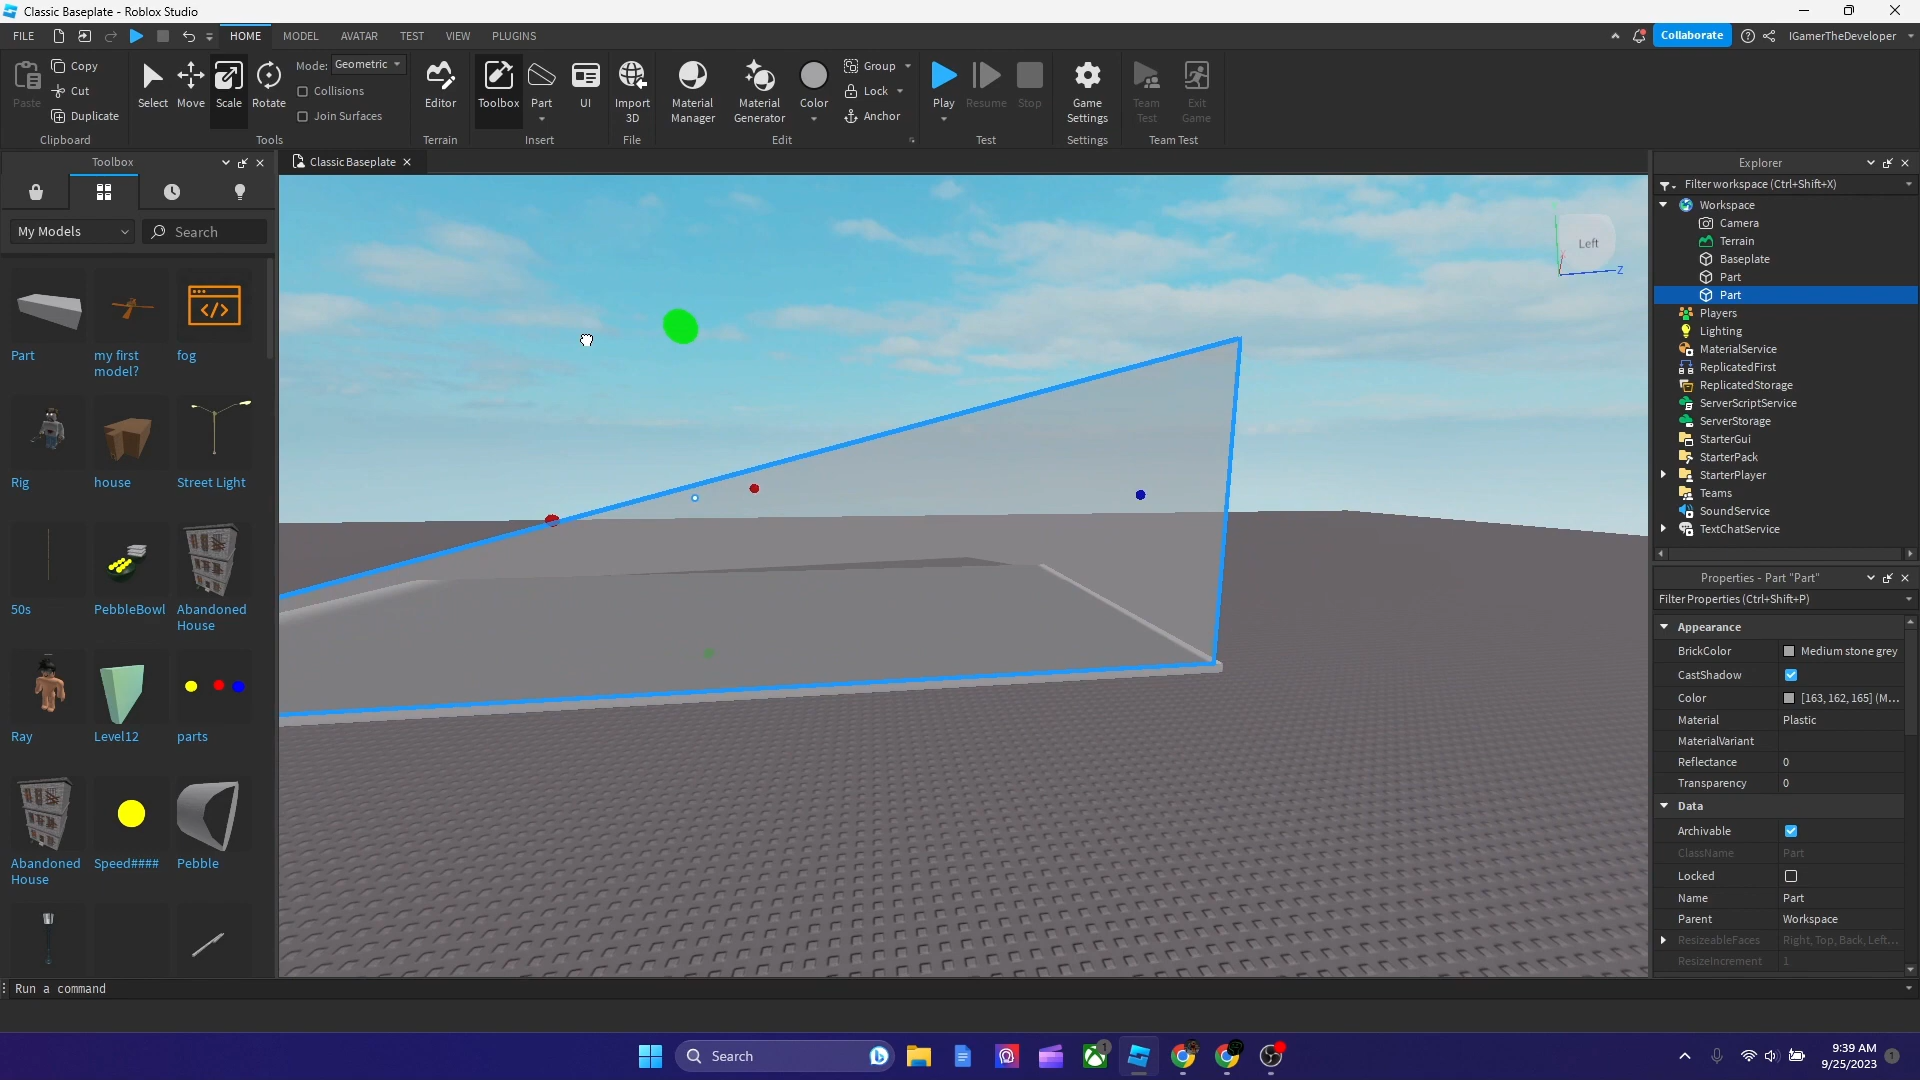 Classic Baseplate - Roblox Studio
FILE
HOME
MODEL
AVATAR
TEST
VIEW
PLUGINS
Collaborate
IGamerTheDeveloper
Paste
Copy
Cut
Duplicate
Clipboard
Select
Move
Scale
Rotate
Mode: Geometric
Collisions
Join Surfaces
Tools
Editor
Terrain
Toolbox
Part
UI
Insert
Import 3D
File
Material Manager
Material Generator
Color
Group
Lock
Anchor
Edit
Play
Resume
Stop
Test
Game Settings
Settings
Team Test
Exit Game
Team Test
Toolbox
My Models
Search
Part
my first model?
fog
Rig
house
Street Light
50s
PebbleBowl
Abandoned House
Ray
Level12
parts
Abandoned House
Speed####
Pebble
Classic Baseplate
Left
Z
Explorer
Filter workspace (Ctrl+Shift+X)
Workspace
Camera
Terrain
Baseplate
Part
Part
Players
Lighting
MaterialService
ReplicatedFirst
ReplicatedStorage
ServerScriptService
ServerStorage
StarterGui
StarterPack
StarterPlayer
Teams
SoundService
TextChatService
Properties - Part "Part"
Filter Properties (Ctrl+Shift+P)
Appearance
BrickColor Medium stone grey
CastShadow
Color [163, 162, 165] (M...
Material Plastic
MaterialVariant
Reflectance 0
Transparency 0
Data
Archivable
ClassName Part
Locked
Name Part
Parent Workspace
ResizeableFaces Right, Top, Back, Left...
ResizeIncrement 1
Run a command
Search
1
9:39 AM
9/25/2023
1